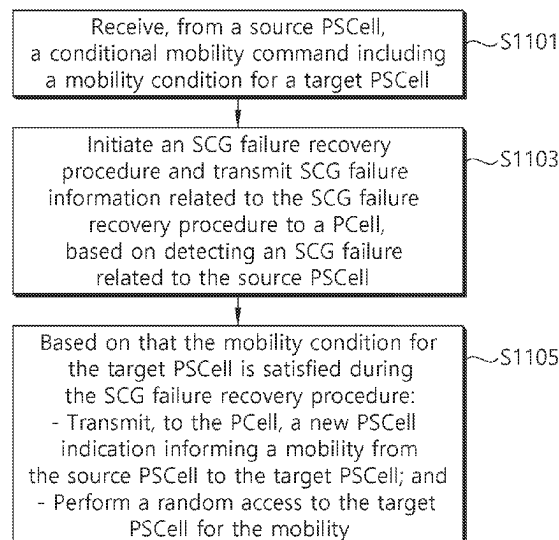 Receive, from a source PSCell,
a conditional mobility command including
a mobility condition for a target PSCell
S1101
Initiate an SCG failure recovery
procedure and transmit SCG failure
information related to the SCG failure
recovery procedure to a PCell,
based on detecting an SCG failure
related to the source PSCell
S1103
Based on that the mobility condition for
the target PSCell is satisfied during
the SCG failure recovery procedure:
- Transmit, to the PCell, a new PSCell
indication informing a mobility from
the source PSCell to the target PSCell; and
- Perform a random access to the target
PSCell for the mobility
S1105